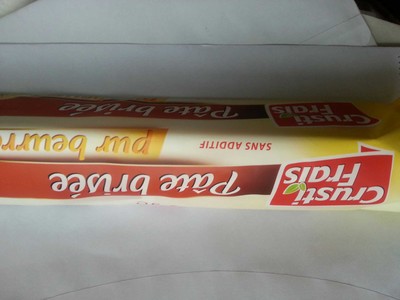 Crusti
Frais
Pâte brisée
SANS ADDITIF
pur beurre
Crusti
Frais
Pâte brisée